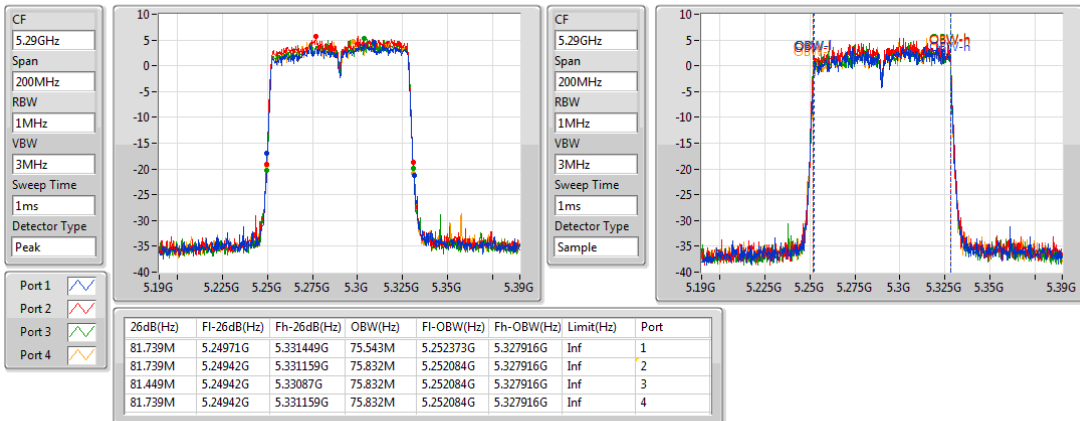 CF
5.29GHz
Span
200MHz
RBW
1MHz
VBW
3MHz
Sweep Time
1ms
Detector Type
Peak
Port 1
Port 2
Port 3
Port 4
10
5
0
-5
-10
-15
-20
-25
-30
-35
-40
5.19G 5.225G 5.25G 5.275G 5.3G 5.325G 5.35G 5.39G
CF
5.29GHz
Span
200MHz
RBW
1MHz
VBW
3MHz
Sweep Time
1ms
Detector Type
Sample
10
5
0
-5
-10
-15
-20
-25
-30
-35
-40
OBW-l
OBW-h
5.19G 5.225G 5.25G 5.275G 5.3G 5.325G 5.35G 5.39G
26dB(Hz) Fl-26dB(Hz) Fh-26dB(Hz) OBW(Hz) Fl-OBW(Hz) Fh-OBW(Hz) Limit(Hz) Port
81.739M 5.24971G 5.331449G 75.543M 5.252373G 5.327916G Inf 1
81.739M 5.24942G 5.331159G 75.832M 5.252084G 5.327916G Inf 2
81.449M 5.24942G 5.33087G 75.832M 5.252084G 5.327916G Inf 3
81.739M 5.24942G 5.331159G 75.832M 5.252084G 5.327916G Inf 4